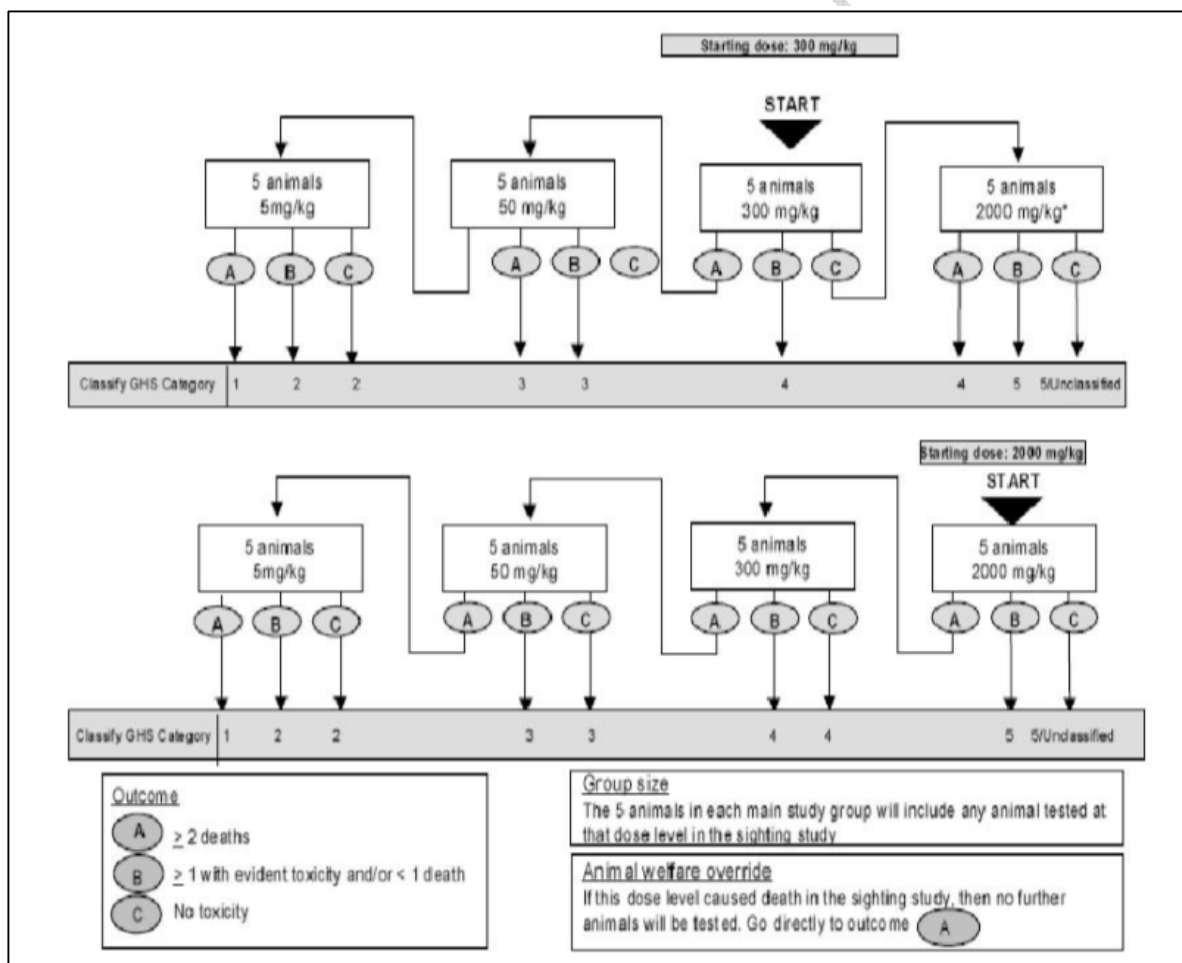 Starting dose: 300 mg/kg
START
5 animals
5mg/kg
5 animals
50 mg/kg
5 animals
300 mg/kg
5 animals
2000 mg/kg*
A B C A B C A B C A B C
Classify GHS Category 1 2 2 3 3 4 4 5 5/Unclassified
Starting dose: 2000 mg/kg
START
5 animals
5mg/kg
5 animals
50 mg/kg
5 animals
300 mg/kg
5 animals
2000 mg/kg
A B C A B C A B C A B C
Classify GHS Category 1 2 2 3 3 4 4 5 5/Unclassified
Outcome
A ≥ 2 deaths
B ≥ 1 with evident toxicity and/or < 1 death
C No toxicity
Group size
The 5 animals in each main study group will include any animal tested at
that dose level in the sighting study
Animal welfare override
If this dose level caused death in the sighting study, then no further
animals will be tested. Go directly to outcome A